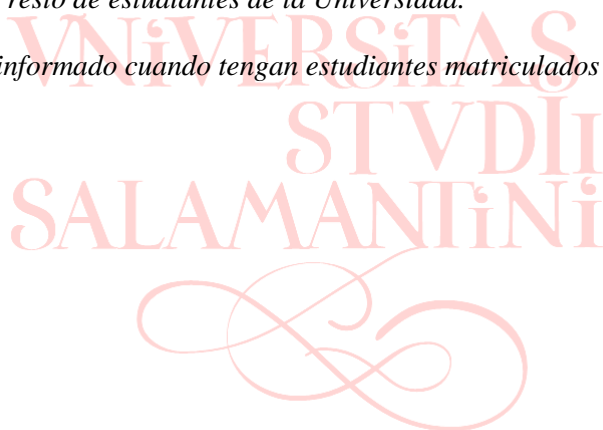 resto de estudiantes de la Universidad.
informado cuando tengan estudiantes matriculados
VNiVERSiTAS
STVDII
SALAMANTiNi